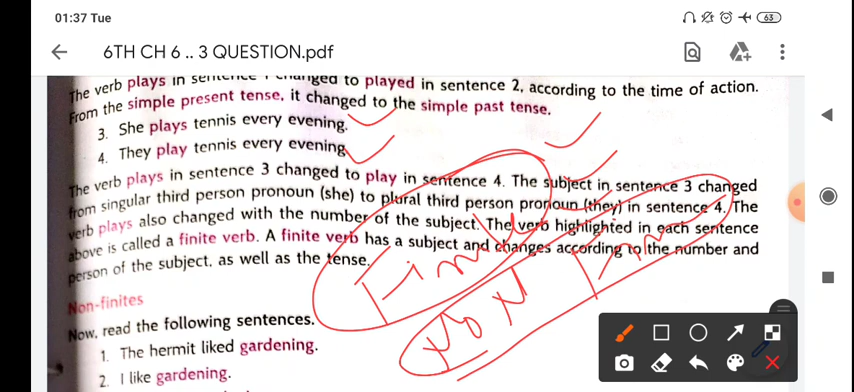 01:37 Tue
63
6TH CH 6 .. 3 QUESTION.pdf
The verb plays in sentence 1 changed to played in sentence 2, according to the time of action.
From the simple present tense, it changed to the simple past tense.
3. She plays tennis every evening.
4. They play tennis every evening
The verb plays in sentence 3 changed to play in sentence 4. The subject in sentence 3 changed
from singular third person pronoun (she) to plural third person pronoun (they) in sentence 4. The
verb plays also changed with the number of the subject. The verb highlighted in each sentence
above is called a finite verb. A finite verb has a subject and changes according to the number and
person of the subject, as well as the tense.
Finite
Non
Non-finites
Now, read the following sentences.
1. The hermit liked gardening.
2. I like gardening.